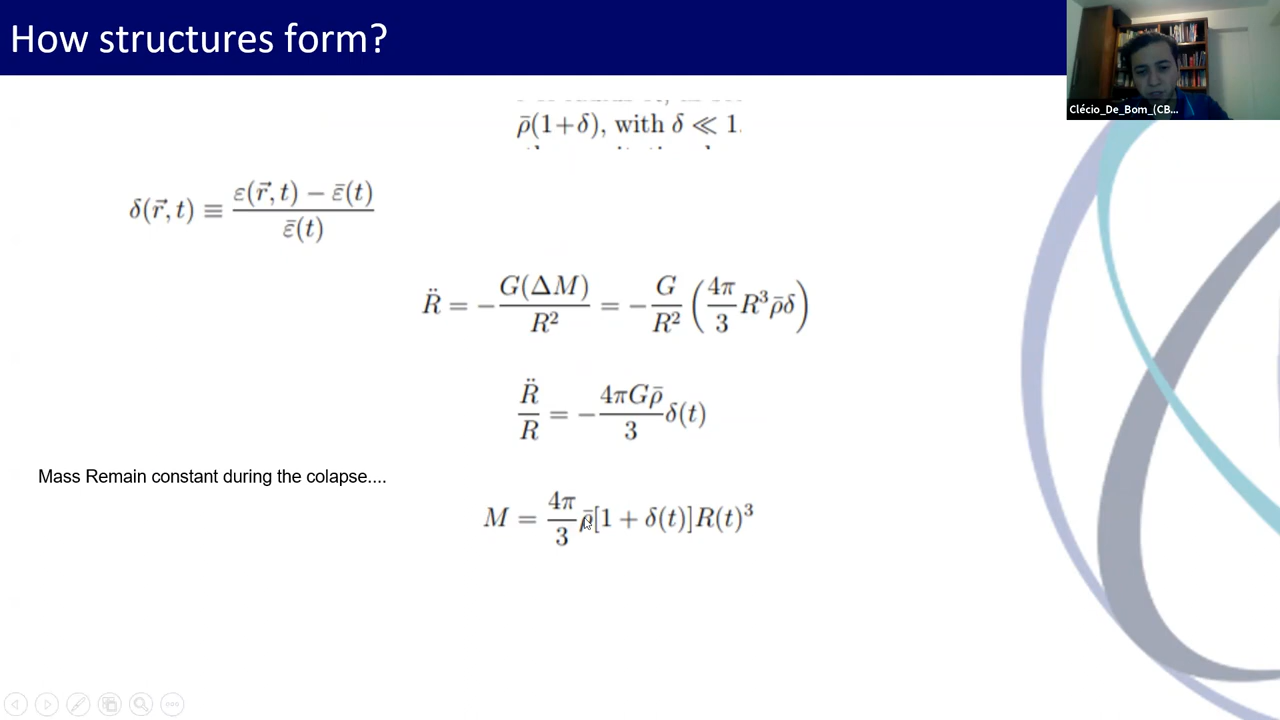 How structures form?
Clécio_De_Bom_(CB...
ρ̄(1+δ), with δ ≪ 1.
δ(r⃗, t) ≡ (ε(r⃗, t) − ε̄(t)) / ε̄(t)
R̈ = − G(ΔM) / R² = − G / R² (4π / 3 R³ρ̄δ)
R̈ / R = − 4πGρ̄ / 3 δ(t)
Mass Remain constant during the colapse....
M = 4π / 3 ρ̄[1 + δ(t)]R(t)³